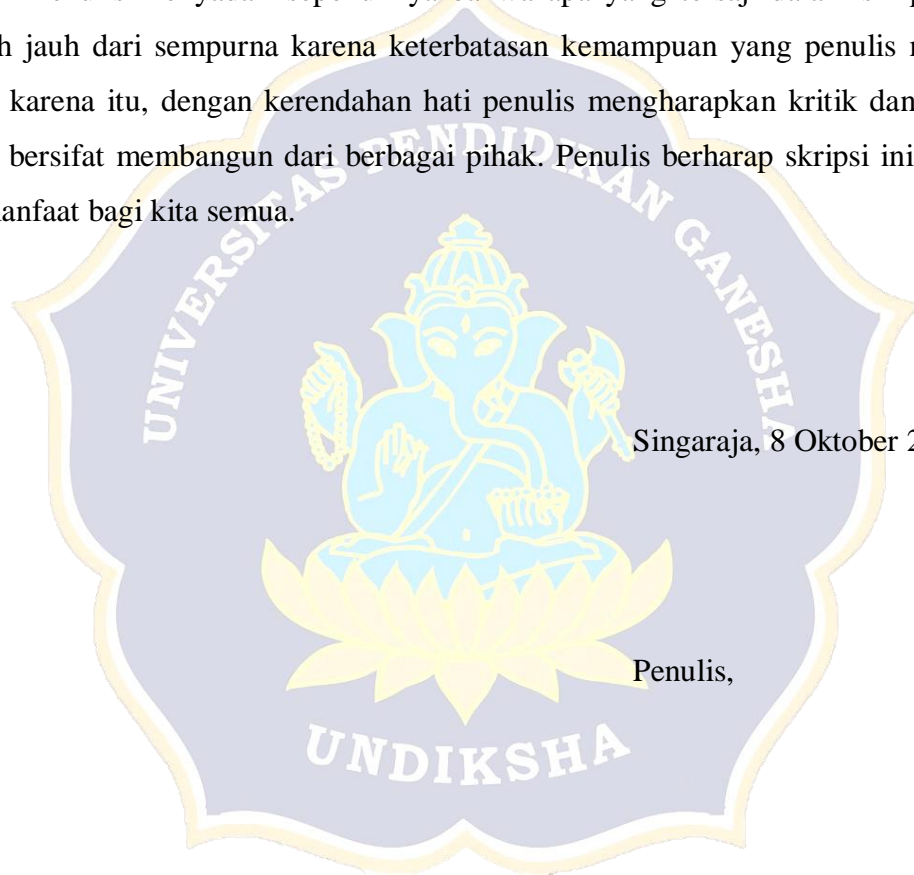 h jauh dari sempurna karena keterbatasan kemampuan yang penulis
karena itu, dengan kerendahan hati penulis mengharapkan kritik dan
bersifat membangun dari berbagai pihak. Penulis berharap skripsi ini
anfaat bagi kita semua.
UNIVERSITAS PENDIDIKAN GANESHA
Singaraja, 8 Oktober 2
Penulis,
UNDIKSHA